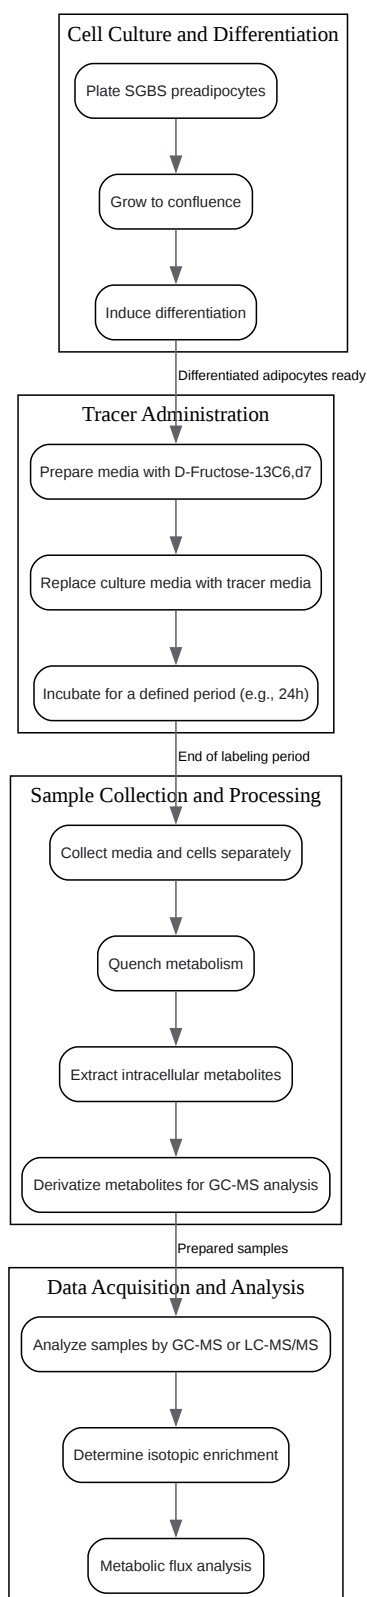 Cell Culture and Differentiation
Plate SGBS preadipocytes
Grow to confluence
Induce differentiation
Differentiated adipocytes ready
Tracer Administration
Prepare media with D-Fructose-13C6,d7
Replace culture media with tracer media
Incubate for a defined period (e.g., 24h)
End of labeling period
Sample Collection and Processing
Collect media and cells separately
Quench metabolism
Extract intracellular metabolites
Derivatize metabolites for GC-MS analysis
Prepared samples
Data Acquisition and Analysis
Analyze samples by GC-MS or LC-MS/MS
Determine isotopic enrichment
Metabolic flux analysis